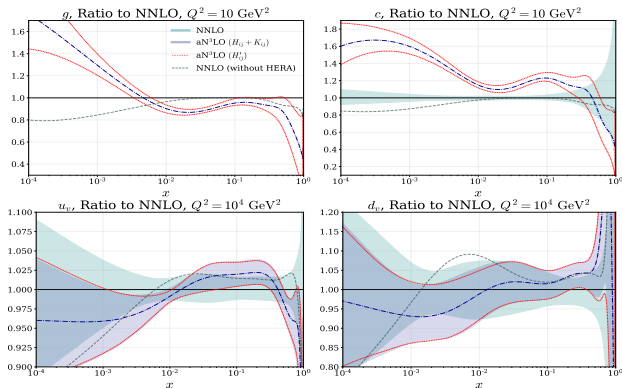 g, Ratio to NNLO, Q² = 10 GeV²
c, Ratio to NNLO, Q² = 10 GeV²
1.6
1.4
1.2
1.0
0.8
0.6
0.4
NNLO
aN³LO (H_{ij} + K_{ij})
aN³LO (H'_{ij})
NNLO (without HERA)
1.8
1.6
1.4
1.2
1.0
0.8
0.6
0.4
0.2
10⁻⁴ 10⁻³ 10⁻² 10⁻¹ 10⁰
10⁻⁴ 10⁻³ 10⁻² 10⁻¹ 10⁰
x
x
u_v, Ratio to NNLO, Q² = 10⁴ GeV²
d_v, Ratio to NNLO, Q² = 10⁴ GeV²
1.100
1.075
1.050
1.025
1.000
0.975
0.950
0.925
0.900
1.20
1.15
1.10
1.05
1.00
0.95
0.90
0.85
0.80
10⁻⁴ 10⁻³ 10⁻² 10⁻¹ 10⁰
10⁻⁴ 10⁻³ 10⁻² 10⁻¹ 10⁰
x
x